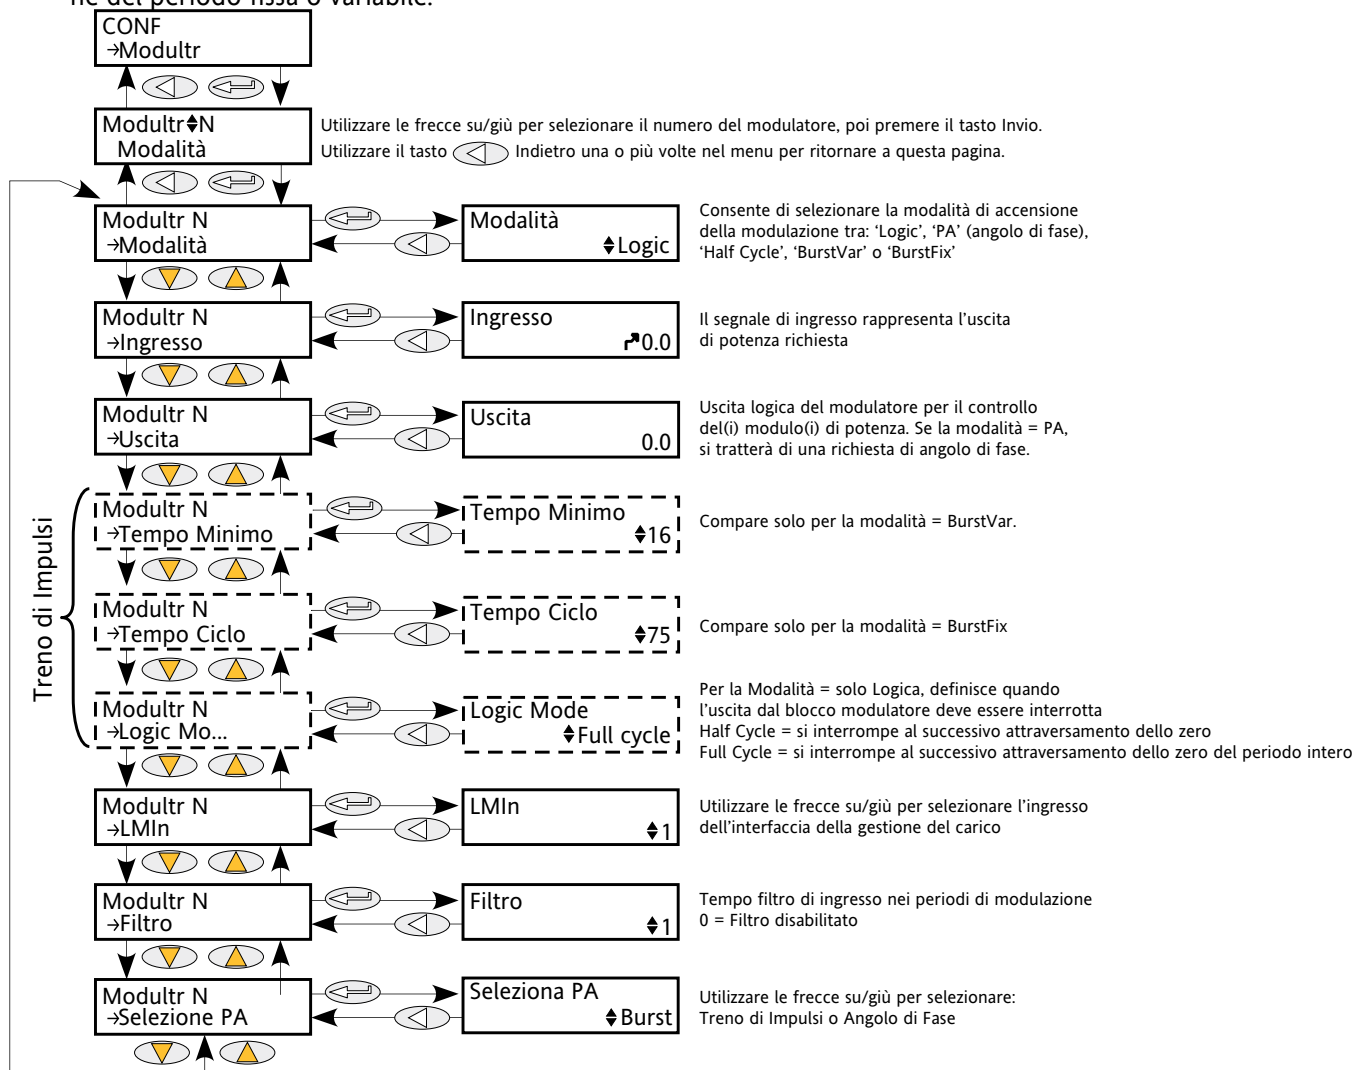 ne del periodo fissa o variabile.
CONF
→Modultr
Modultr♦N
Modalità
Utilizzare le frecce su/giù per selezionare il numero del modulatore, poi premere il tasto Invio.
Utilizzare il tasto Indietro una o più volte nel menu per ritornare a questa pagina.
Modultr N
→Modalità
Modalità
♦Logic
Consente di selezionare la modalità di accensione
della modulazione tra: ‘Logic’, ‘PA’ (angolo di fase),
‘Half Cycle’, ‘BurstVar’ o ‘BurstFix’
Modultr N
→Ingresso
Ingresso
0.0
Il segnale di ingresso rappresenta l’uscita
di potenza richiesta
Modultr N
→Uscita
Uscita
0.0
Uscita logica del modulatore per il controllo
del(i) modulo(i) di potenza. Se la modalità = PA,
si tratterà di una richiesta di angolo di fase.
Treno di Impulsi
Modultr N
→Tempo Minimo
Tempo Minimo
♦16
Compare solo per la modalità = BurstVar.
Modultr N
→Tempo Ciclo
Tempo Ciclo
♦75
Compare solo per la modalità = BurstFix
Modultr N
→Logic Mo...
Logic Mode
♦Full cycle
Per la Modalità = solo Logica, definisce quando
l’uscita dal blocco modulatore deve essere interrotta
Half Cycle = si interrompe al successivo attraversamento dello zero
Full Cycle = si interrompe al successivo attraversamento dello zero del periodo intero
Modultr N
→LMIn
LMIn
♦1
Utilizzare le frecce su/giù per selezionare l’ingresso
dell’interfaccia della gestione del carico
Modultr N
→Filtro
Filtro
♦1
Tempo filtro di ingresso nei periodi di modulazione
0 = Filtro disabilitato
Modultr N
→Selezione PA
Seleziona PA
♦Burst
Utilizzare le frecce su/giù per selezionare:
Treno di Impulsi o Angolo di Fase